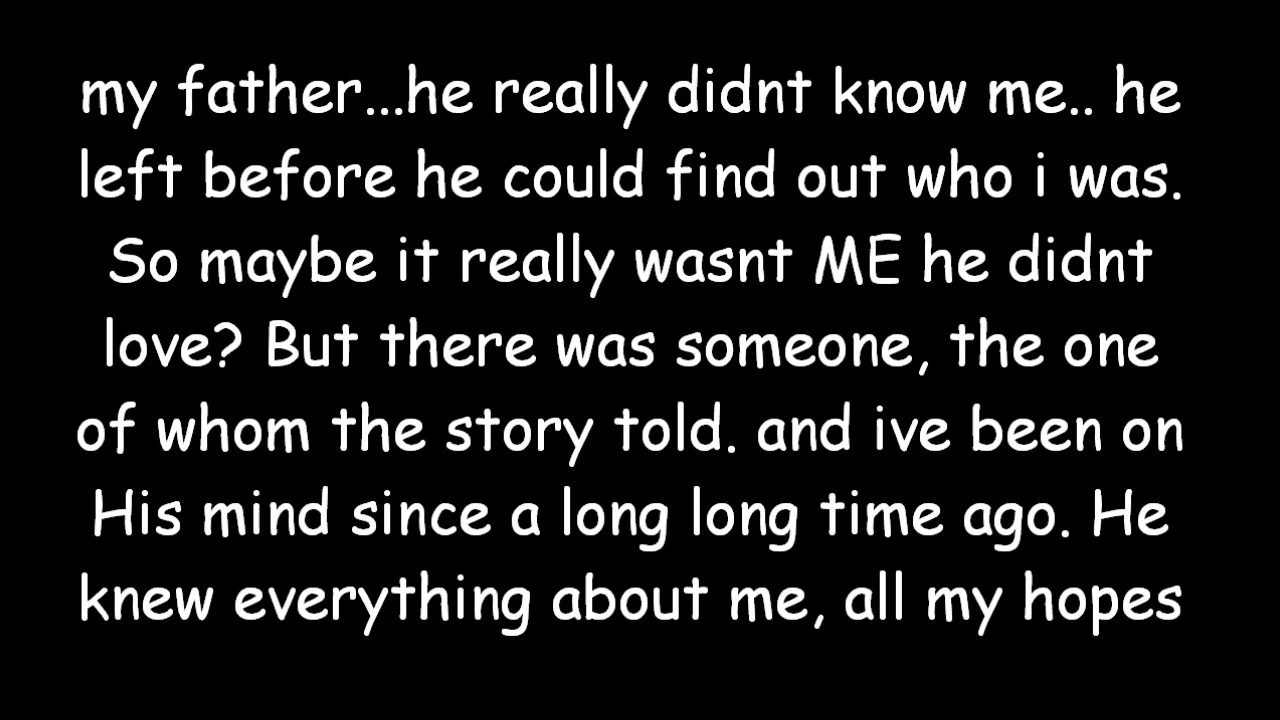 my father...he really didnt know me.. he
left before he could find out who i was.
So maybe it really wasnt ME he didnt
love? But there was someone, the one
of whom the story told. and ive been on
His mind since a long long time ago. He
knew everything about me, all my hopes